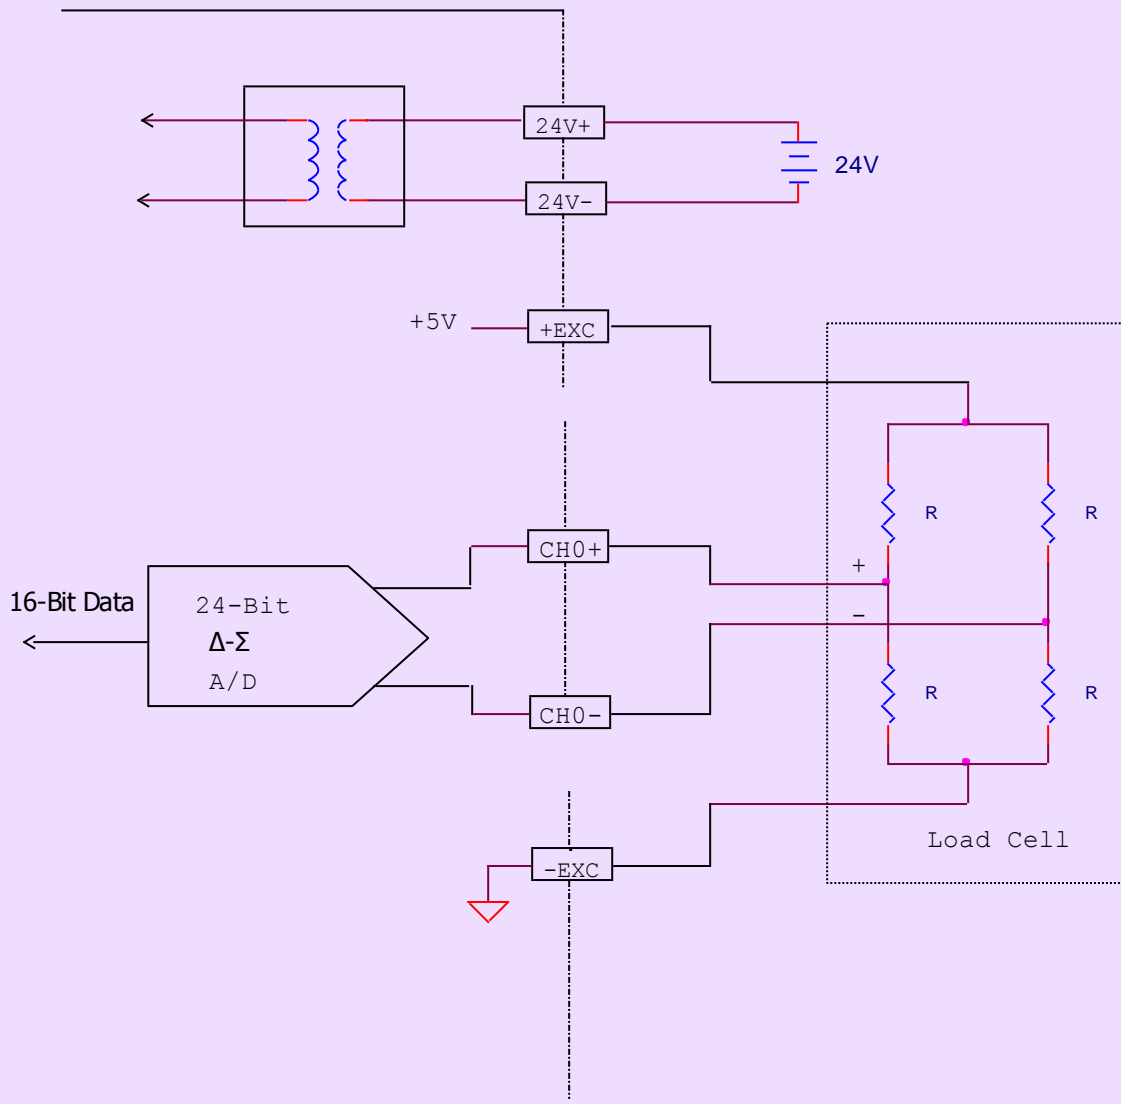 24V+
24V
24V-
+5V
+EXC
R
R
CH0+
+
16-Bit Data
24-Bit
Δ-Σ
A/D
-
R
R
CH0-
Load Cell
-EXC